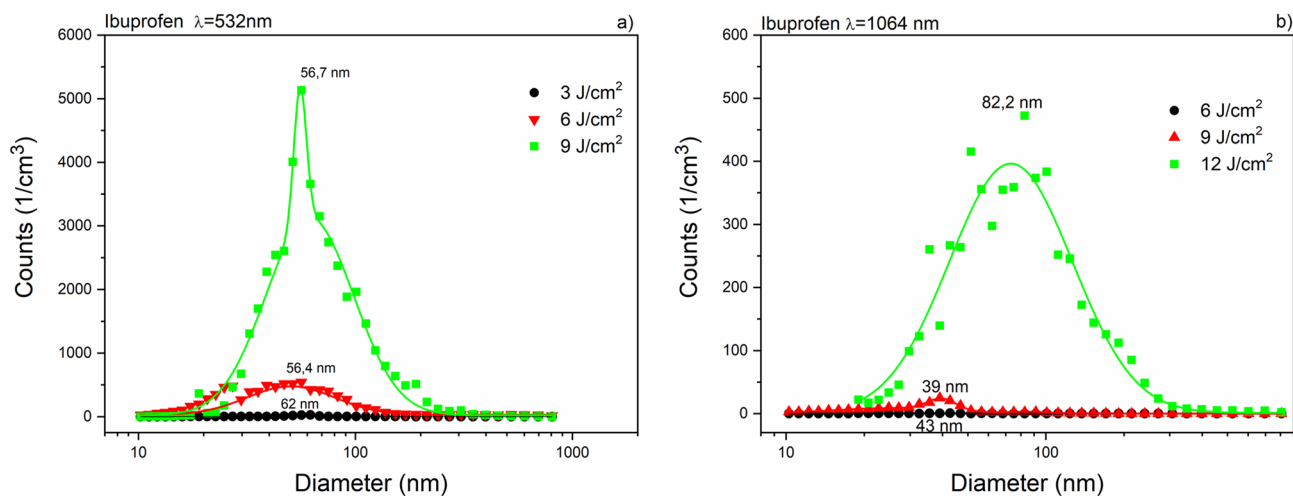 Ibuprofen λ=532nm
a)
6000
5000
4000
3000
2000
1000
0
Counts (1/cm³)
56,7 nm
3 J/cm²
6 J/cm²
9 J/cm²
56,4 nm
62 nm
10
100
1000
Diameter (nm)
Ibuprofen λ=1064 nm
b)
600
500
400
300
200
100
0
Counts (1/cm³)
82,2 nm
6 J/cm²
9 J/cm²
12 J/cm²
39 nm
43 nm
10
100
Diameter (nm)